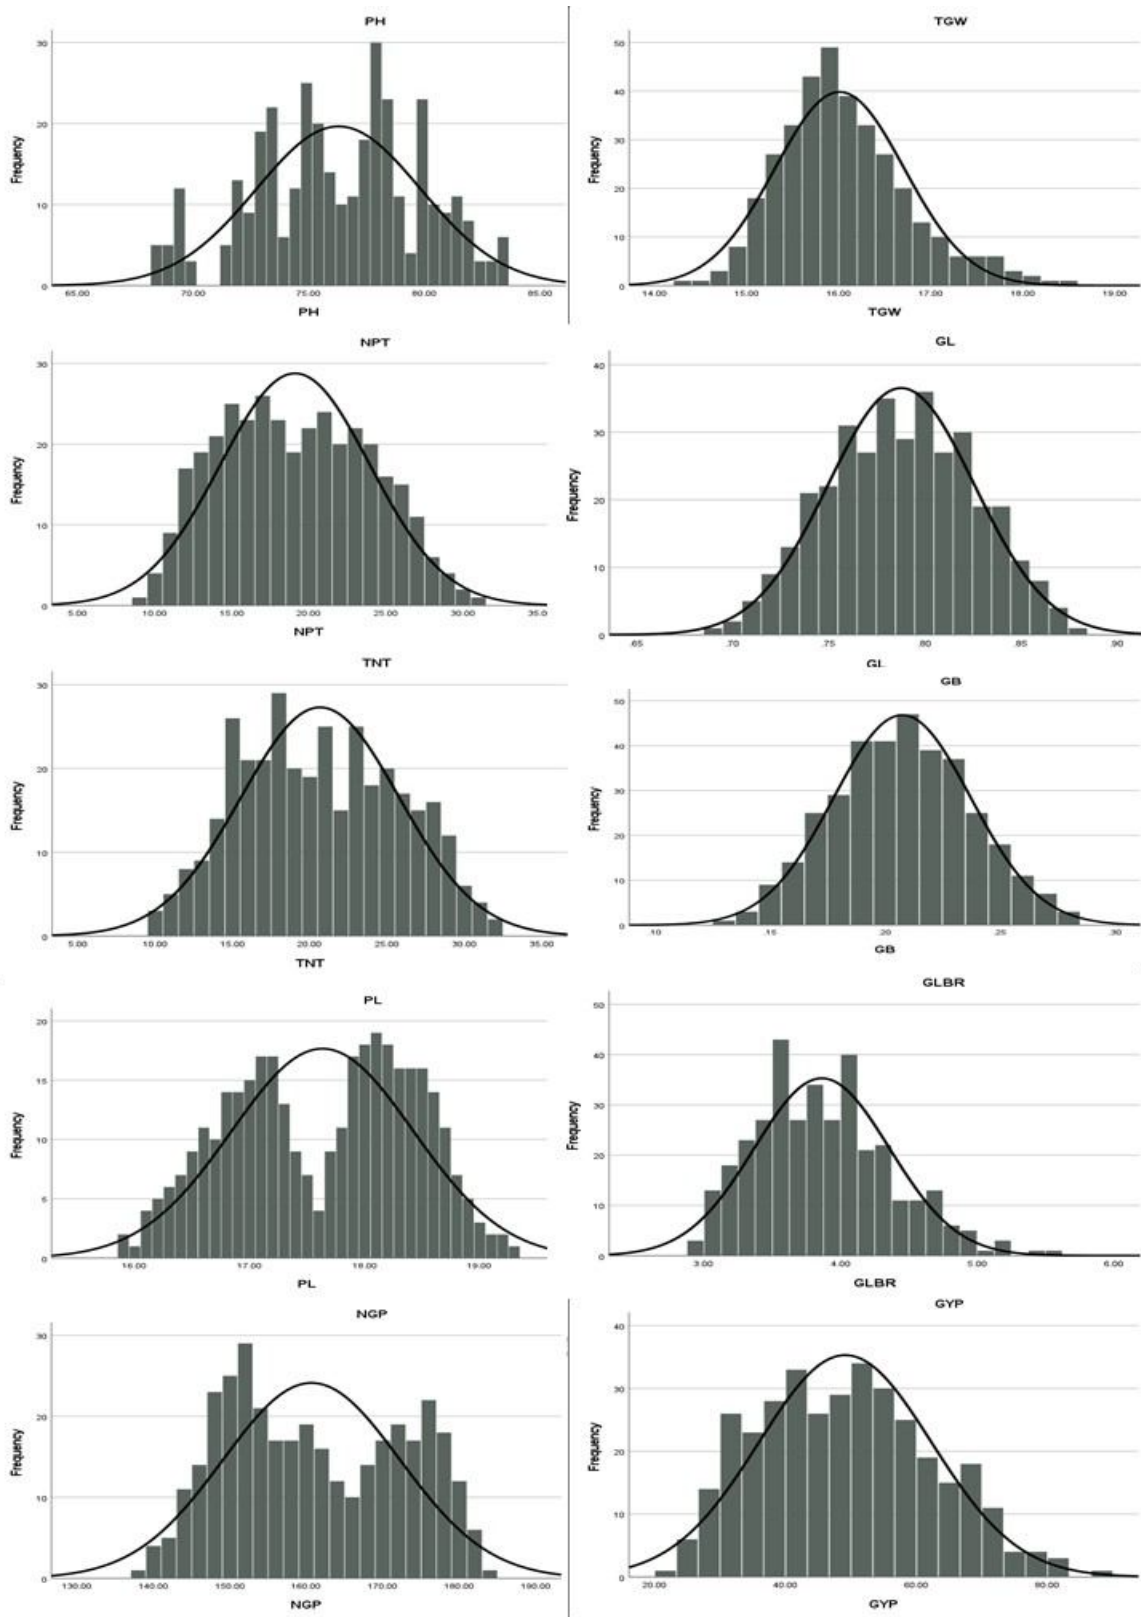 PH
Frequency
30
20
10
0
65.00 70.00 75.00 80.00 85.00
PH
TGW
Frequency
50
40
30
20
10
0
14.00 15.00 16.00 17.00 18.00 19.00
TGW
NPT
Frequency
30
20
10
0
5.00 10.00 15.00 20.00 25.00 30.00 35.0
NPT
GL
Frequency
40
30
20
10
0
.65 .70 .75 .80 .85 .90
GL
TNT
Frequency
30
20
10
0
5.00 10.00 15.00 20.00 25.00 30.00 35.00
TNT
GB
Frequency
50
40
30
20
10
0
.10 .15 .20 .25 .30
GB
PL
Frequency
20
15
10
5
0
16.00 17.00 18.00 19.00
PL
GLBR
Frequency
50
40
30
20
10
0
3.00 4.00 5.00 6.00
GLBR
NGP
Frequency
30
20
10
0
130.00 140.00 150.00 160.00 170.00 180.00 190.00
NGP
GYP
Frequency
40
30
20
10
0
20.00 40.00 60.00 80.00
GYP